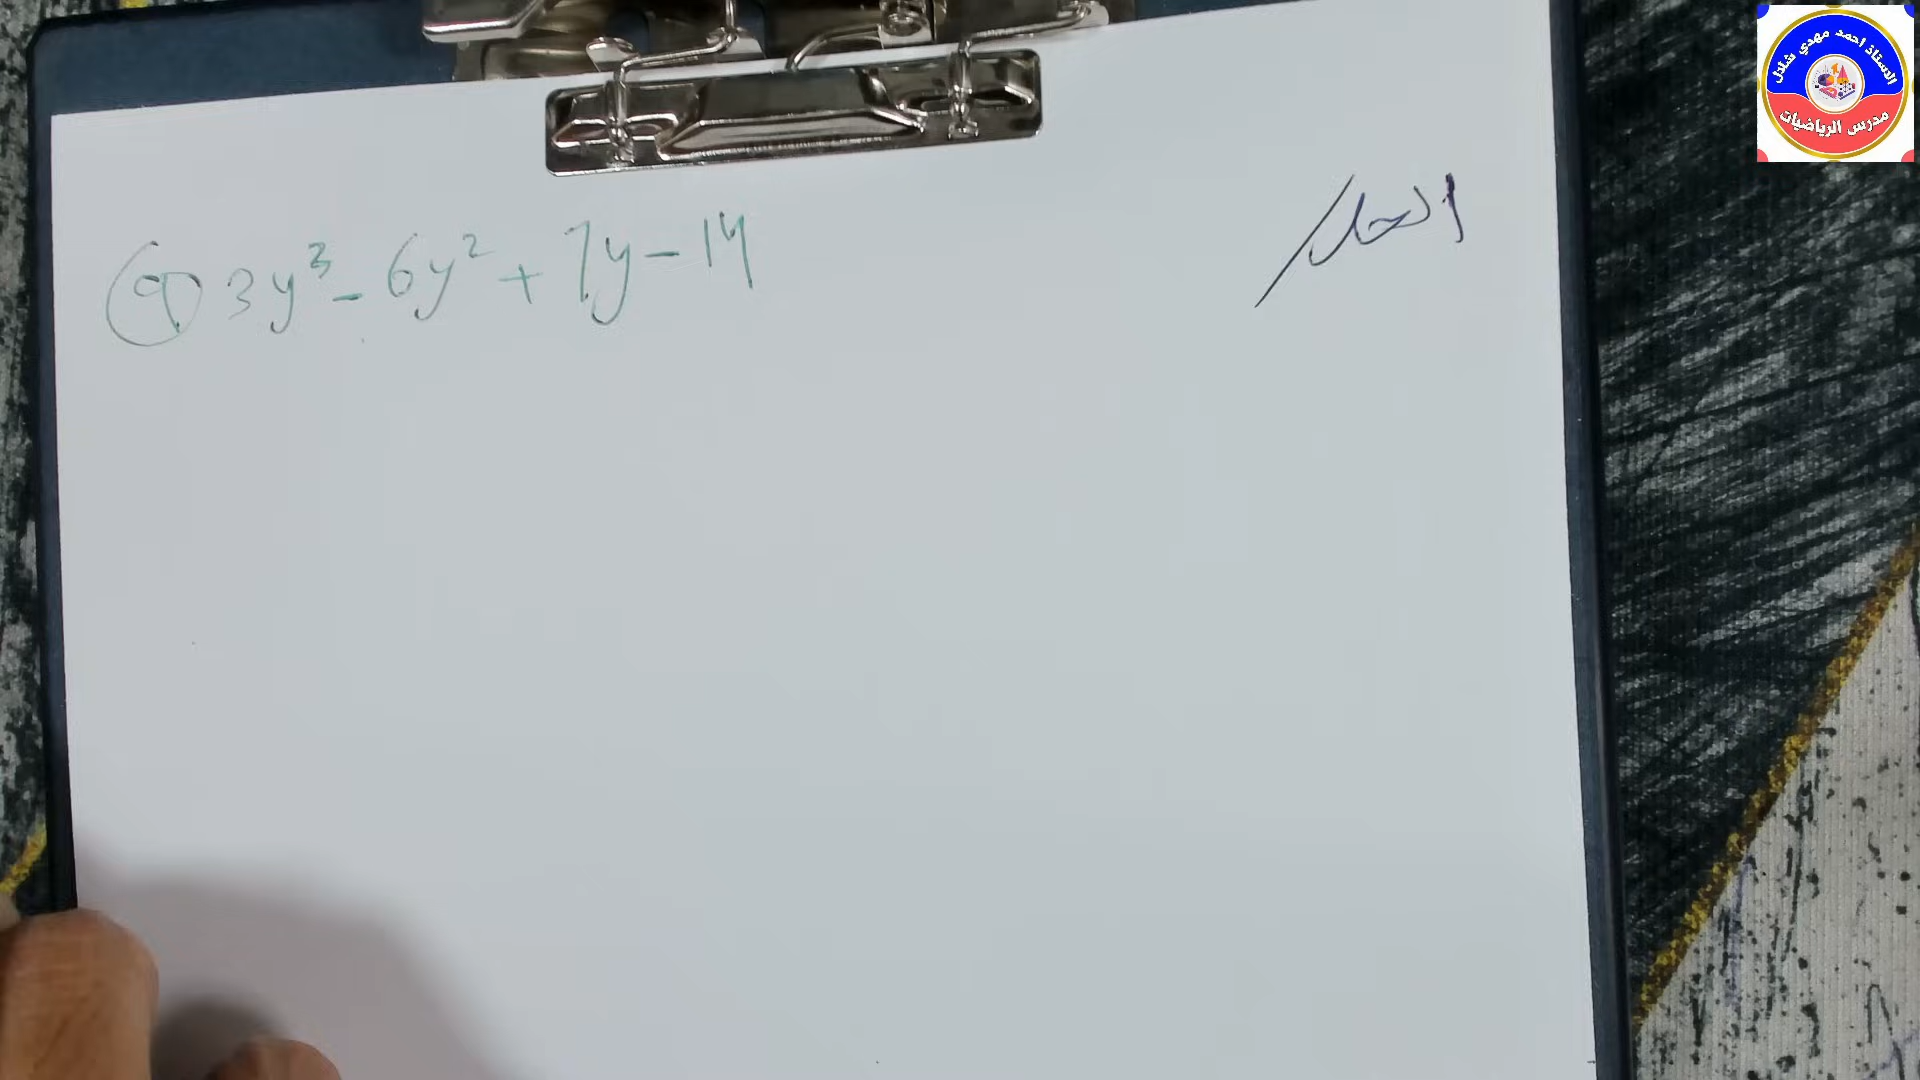 الاستاذ احمد مهدي شلال
مدرس الرياضيات
الحل
9 3y³ - 6y² + 7y - 14